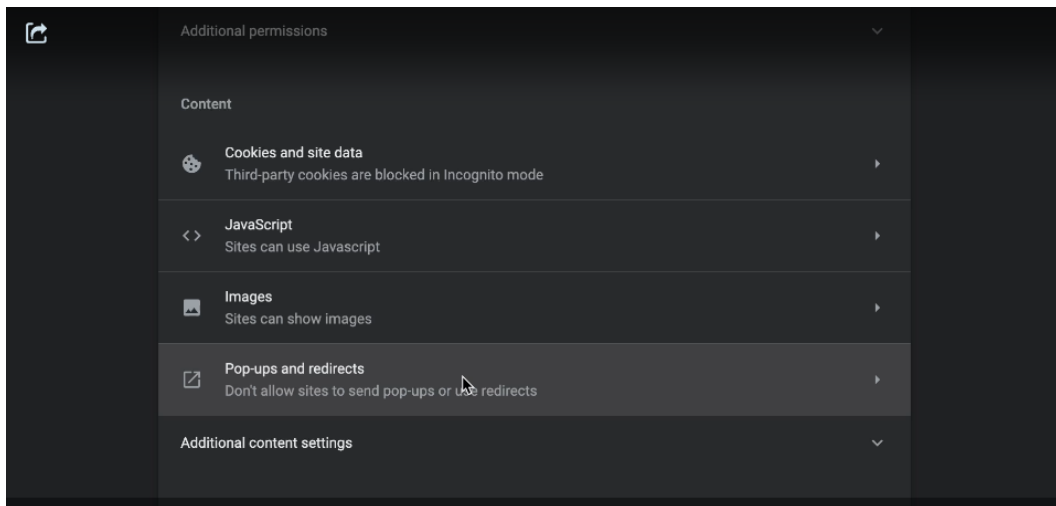 Additional permissions
Content
Cookies and site data
Third-party cookies are blocked in Incognito mode
JavaScript
Sites can use Javascript
Images
Sites can show images
Pop-ups and redirects
Don't allow sites to send pop-ups or use redirects
Additional content settings